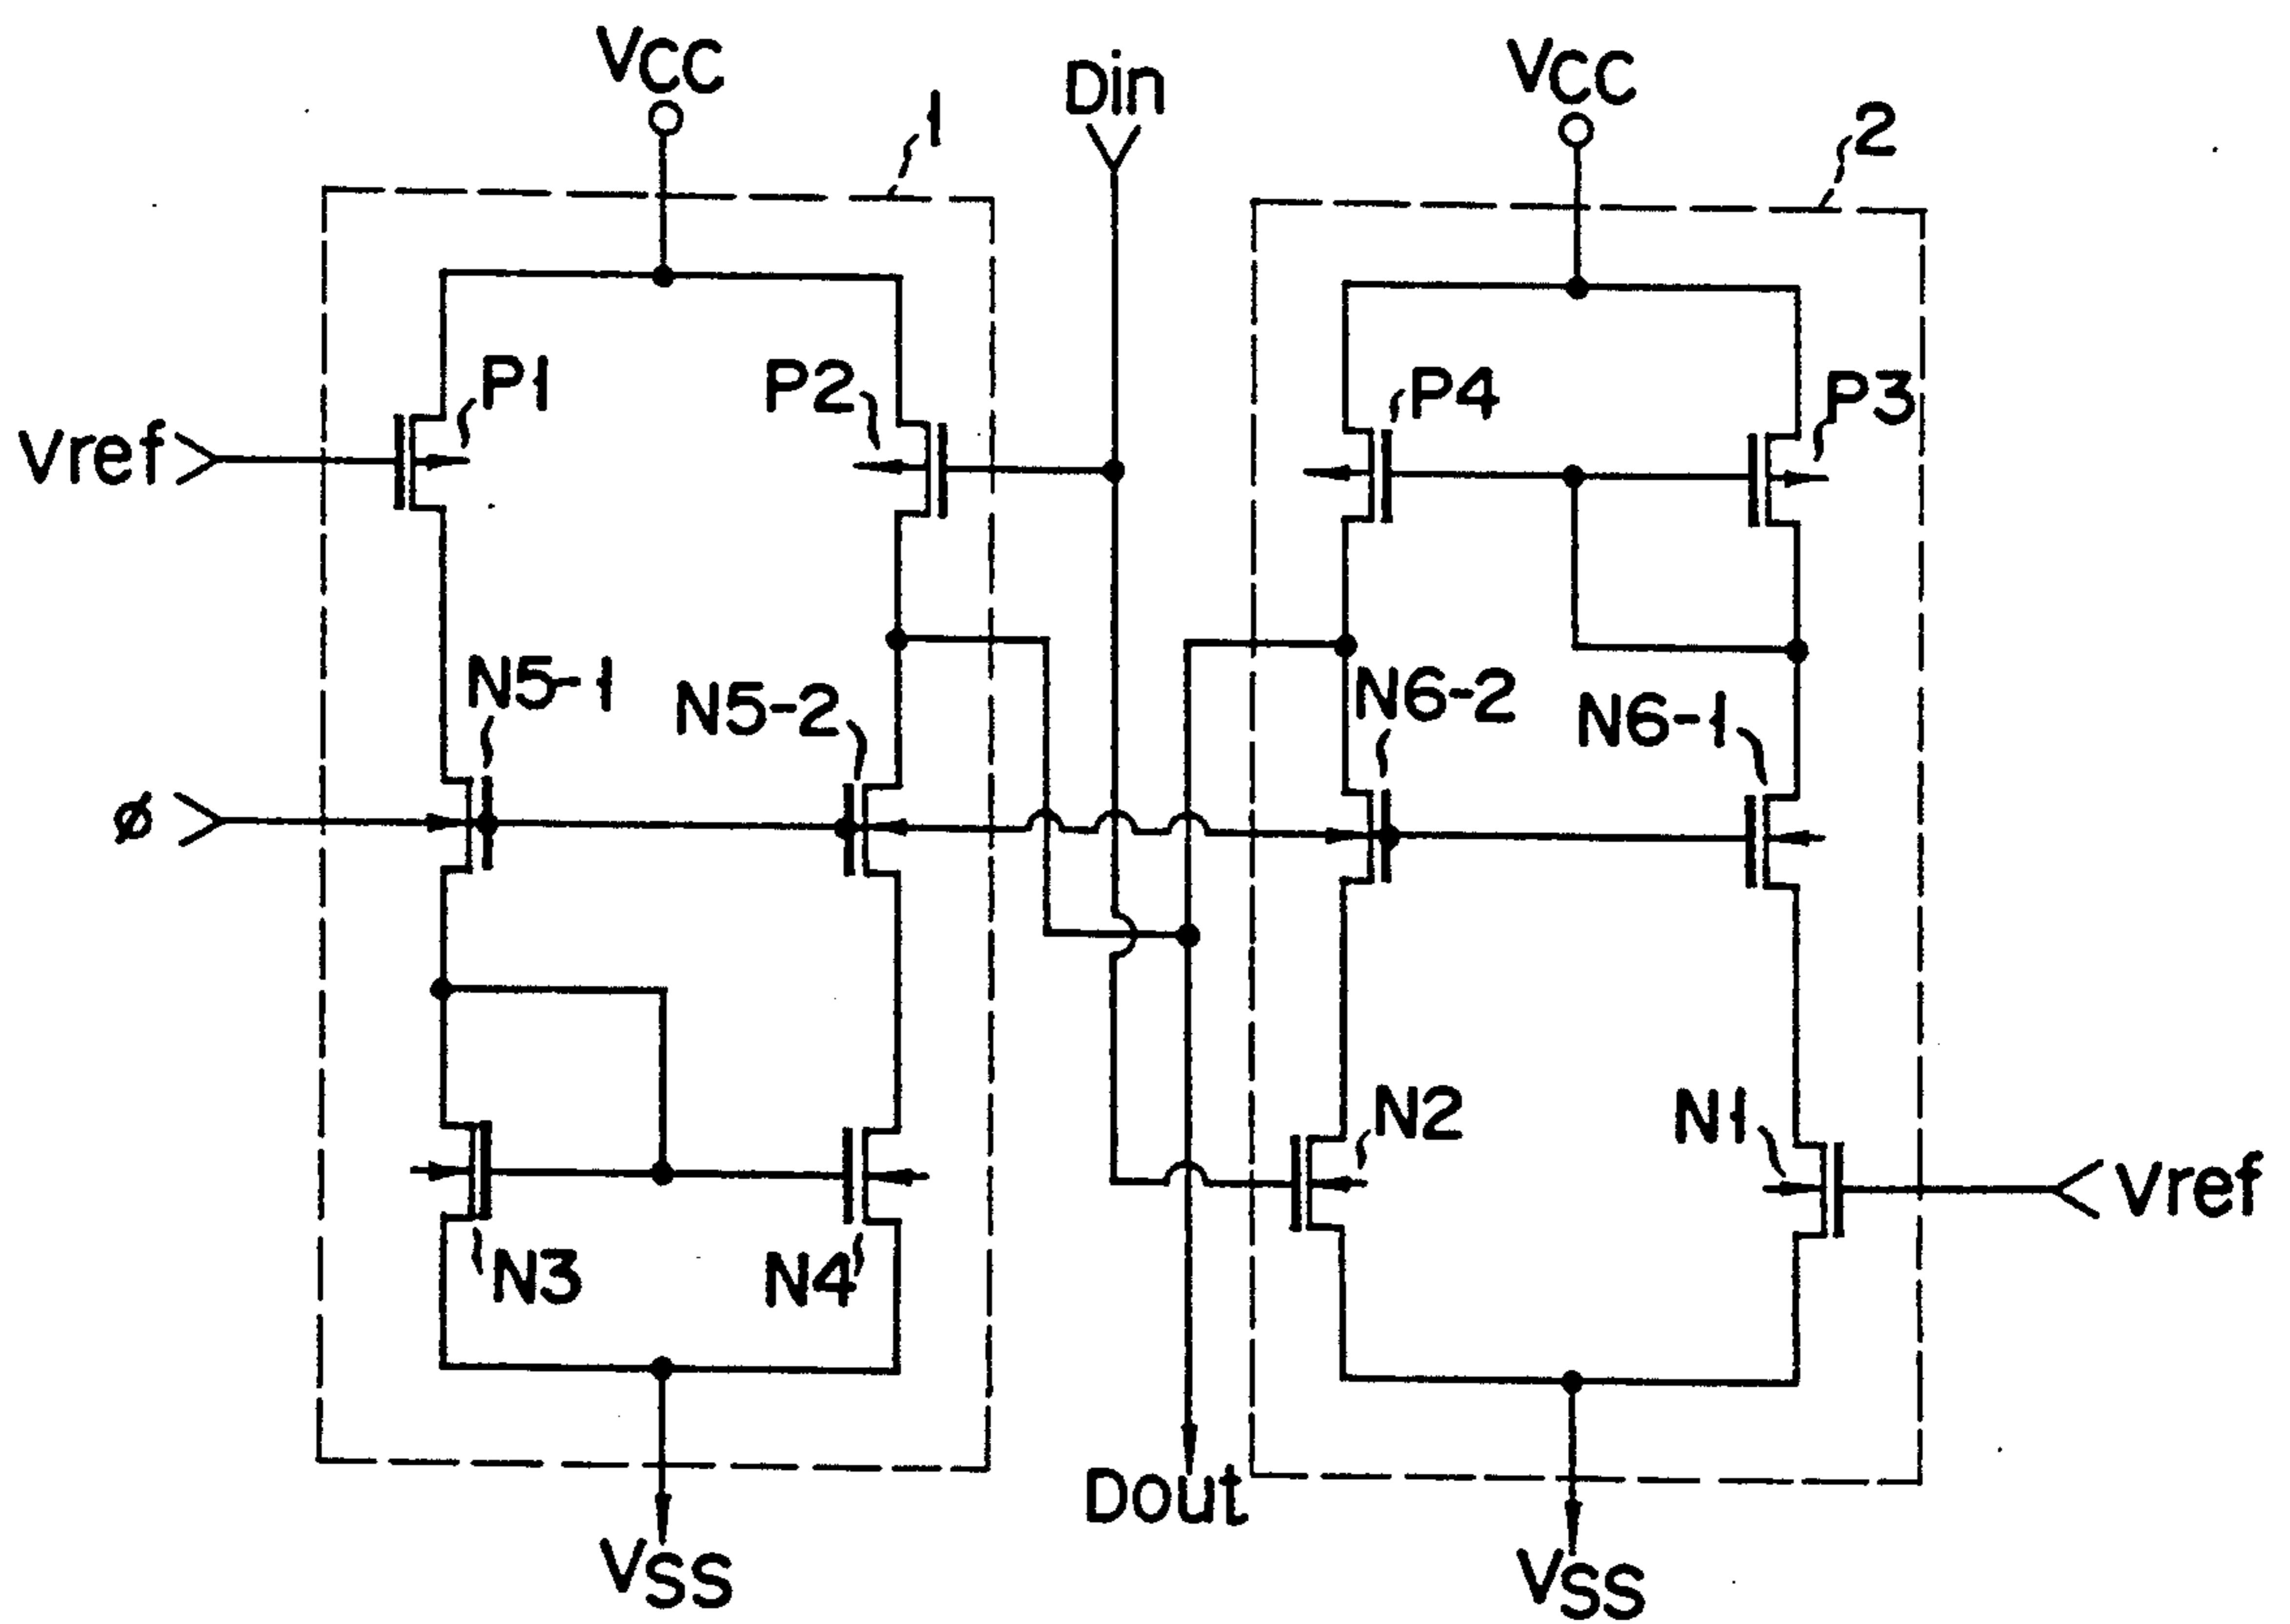 VCC
Din
VCC
1
2
P1
P2
P4
P3
Vref
N5-1
N5-2
N6-2
N6-1
ø
N2
N1
Vref
N3
N4
Dout
VSS
VSS